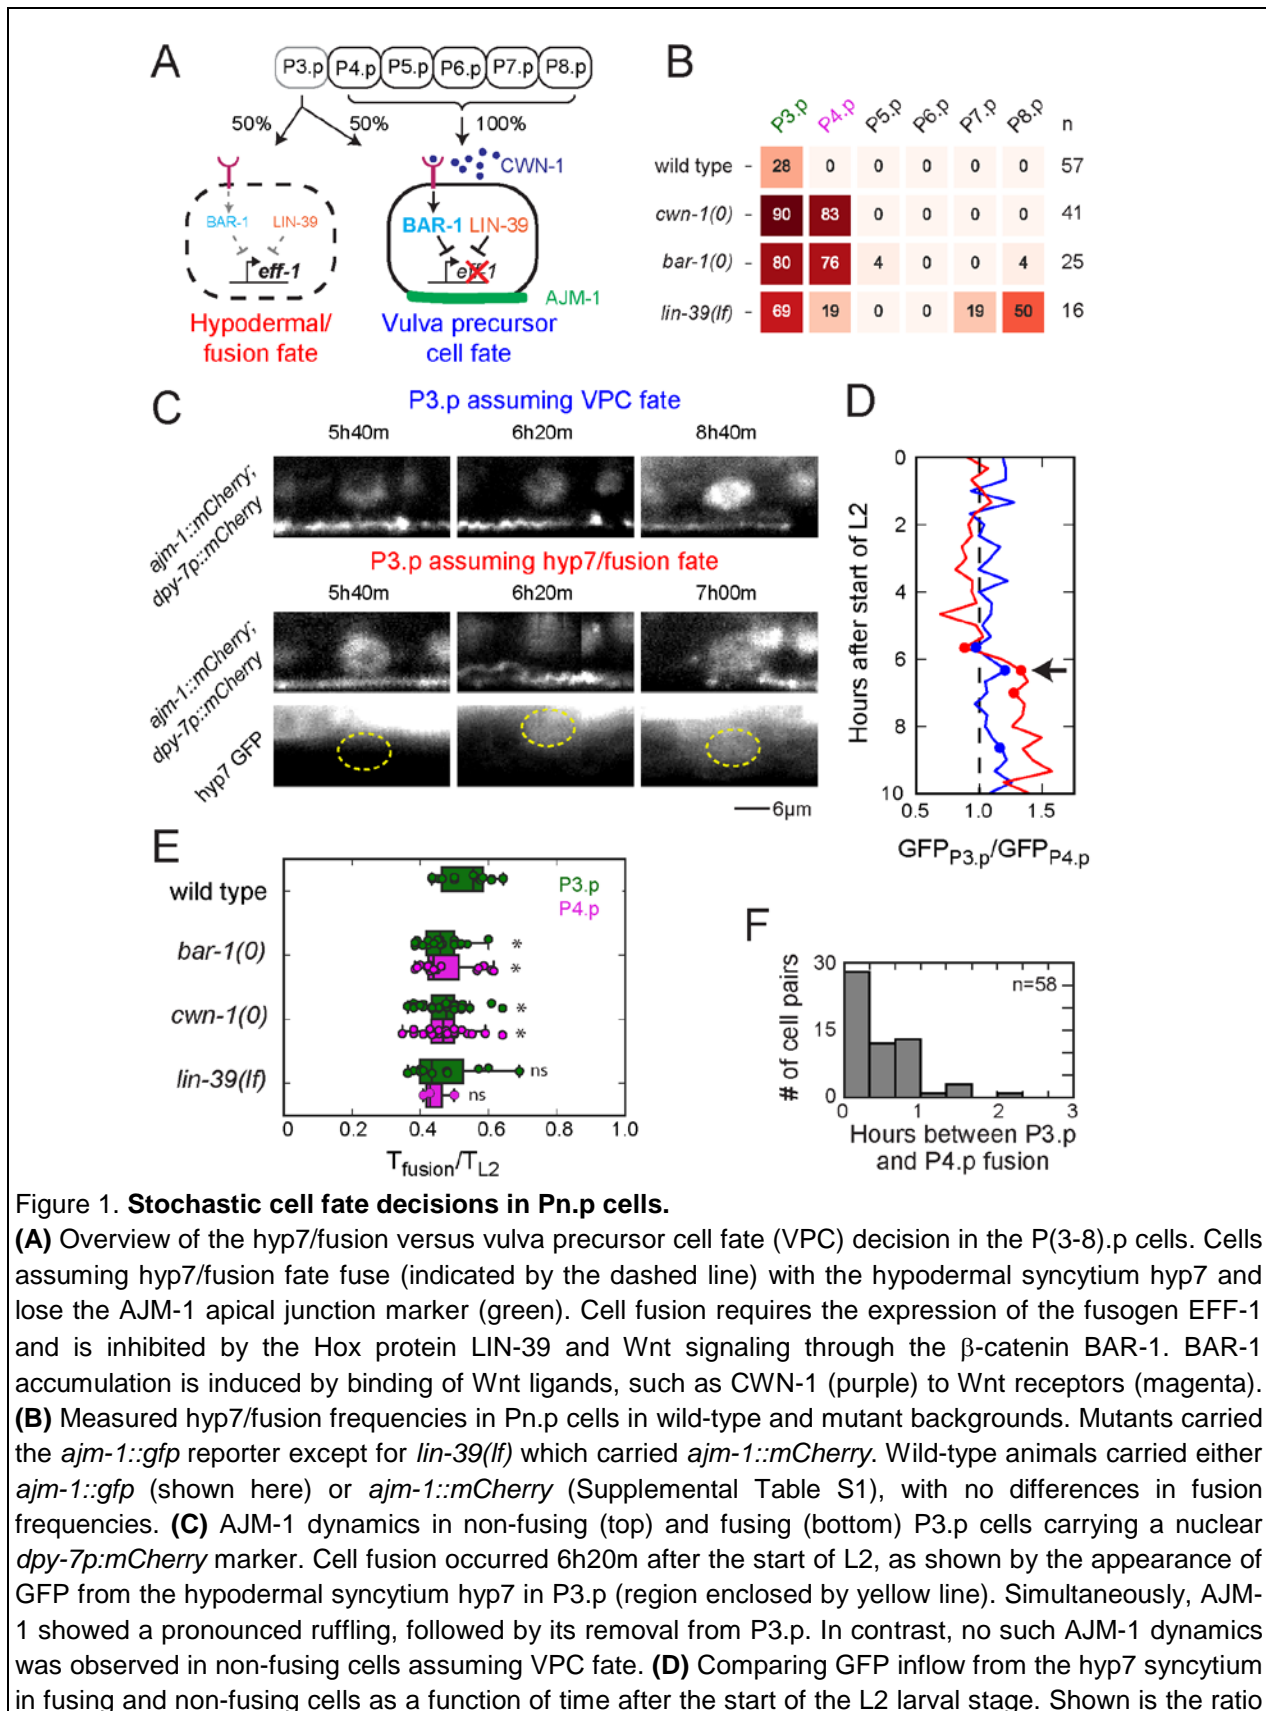 A
P3.p P4.p P5.p P6.p P7.p P8.p
50% 50% 100%
CWN-1
BAR-1 LIN-39
eff-1
Hypodermal/
fusion fate
BAR-1 LIN-39
eff-1
AJM-1
Vulva precursor
cell fate
B
P3.p P4.p P5.p P6.p P7.p P8.p n
wild type - 28 0 0 0 0 0 57
cwn-1(0) - 90 83 0 0 0 0 41
bar-1(0) - 80 76 4 0 0 4 25
lin-39(lf) - 69 19 0 0 19 50 16
C
P3.p assuming VPC fate
5h40m 6h20m 8h40m
ajm-1::mCherry;
dpy-7p::mCherry
P3.p assuming hyp7/fusion fate
5h40m 6h20m 7h00m
ajm-1::mCherry;
dpy-7p::mCherry
hyp7 GFP
6μm
D
Hours after start of L2
0
2
4
6
8
10
0.5 1.0 1.5
GFPP3.p/GFPP4.p
E
wild type
bar-1(0)
cwn-1(0)
lin-39(lf)
P3.p
P4.p
*
*
*
*
ns
ns
0 0.2 0.4 0.6 0.8 1.0
Tfusion/TL2
F
# of cell pairs
30
15
0
n=58
0 1 2 3
Hours between P3.p
and P4.p fusion
Figure 1. Stochastic cell fate decisions in Pn.p cells.
(A) Overview of the hyp7/fusion versus vulva precursor cell fate (VPC) decision in the P(3-8).p cells. Cells
assuming hyp7/fusion fate fuse (indicated by the dashed line) with the hypodermal syncytium hyp7 and
lose the AJM-1 apical junction marker (green). Cell fusion requires the expression of the fusogen EFF-1
and is inhibited by the Hox protein LIN-39 and Wnt signaling through the β-catenin BAR-1. BAR-1
accumulation is induced by binding of Wnt ligands, such as CWN-1 (purple) to Wnt receptors (magenta).
(B) Measured hyp7/fusion frequencies in Pn.p cells in wild-type and mutant backgrounds. Mutants carried
the ajm-1::gfp reporter except for lin-39(lf) which carried ajm-1::mCherry. Wild-type animals carried either
ajm-1::gfp (shown here) or ajm-1::mCherry (Supplemental Table S1), with no differences in fusion
frequencies. (C) AJM-1 dynamics in non-fusing (top) and fusing (bottom) P3.p cells carrying a nuclear
dpy-7p:mCherry marker. Cell fusion occurred 6h20m after the start of L2, as shown by the appearance of
GFP from the hypodermal syncytium hyp7 in P3.p (region enclosed by yellow line). Simultaneously, AJM-
1 showed a pronounced ruffling, followed by its removal from P3.p. In contrast, no such AJM-1 dynamics
was observed in non-fusing cells assuming VPC fate. (D) Comparing GFP inflow from the hyp7 syncytium
in fusing and non-fusing cells as a function of time after the start of the L2 larval stage. Shown is the ratio